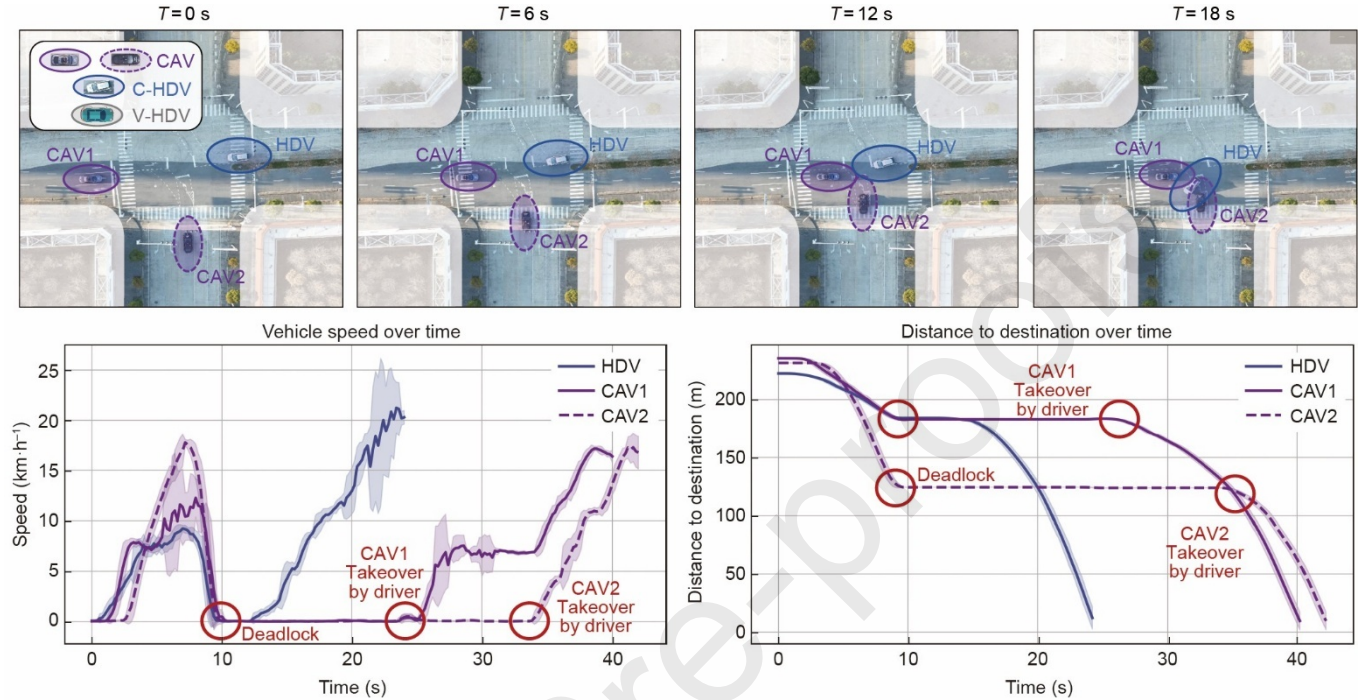 T = 0 s
T = 6 s
T = 12 s
T = 18 s
CAV
C-HDV
V-HDV
CAV1
HDV
CAV2
CAV1
HDV
CAV2
CAV1
HDV
CAV2
CAV1
HDV
CAV2
Vehicle speed over time
Speed (km·h⁻¹)
25
20
15
10
5
0
HDV
CAV1
CAV2
Deadlock
CAV1
Takeover
by driver
CAV2
Takeover
by driver
0
10
20
30
40
Time (s)
Distance to destination over time
Distance to destination (m)
200
150
100
50
0
CAV1
Takeover
by driver
HDV
CAV1
CAV2
Deadlock
CAV2
Takeover
by driver
0
10
20
30
40
Time (s)
re-proofs